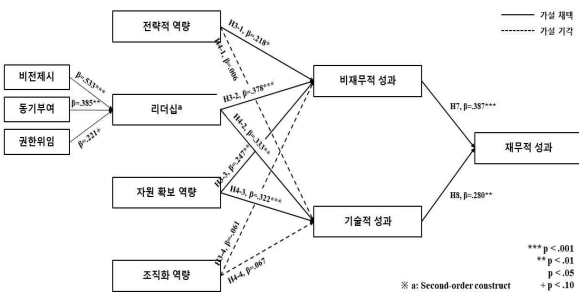 전략적 역량
가설 채택
가설 기각
H3-1, β=.218*
H4-1, β=.006
비전제시
β=.533***
비재무적 성과
동기부여
β=.385**
리더십a
H3-2, β=.378***
H7, β=.387***
권한위임
β=.221+
H4-2, β=.333**
재무적 성과
H3-3, β=.247**
자원 확보 역량
H4-3, β=.322***
H8, β=.280**
기술적 성과
H3-4, β=.061
H4-4, β=.067
조직화 역량
*** p < .001
** p < .01
p < .05
※ a: Second-order construct
+ p < .10